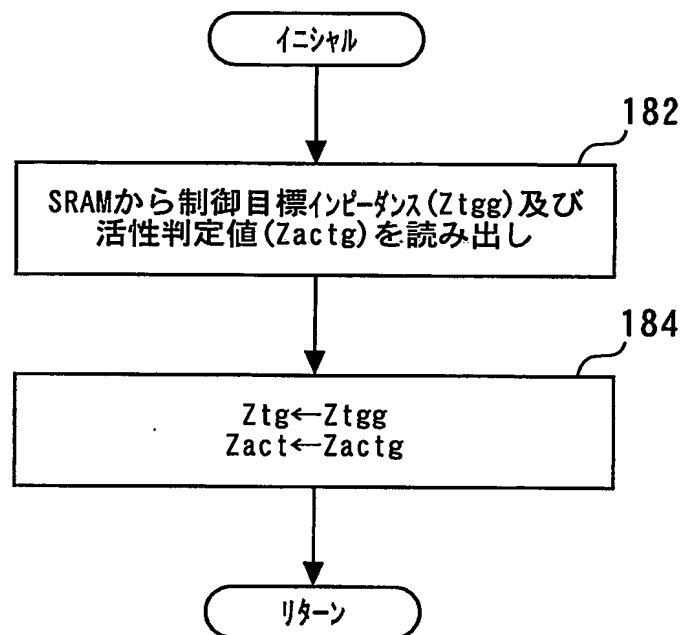 イニシャル
182
SRAMから制御目標インピーダンス(Ztgg)及び
活性判定値(Zactg)を読み出し
184
Ztg←Ztgg
Zact←Zactg
リターン